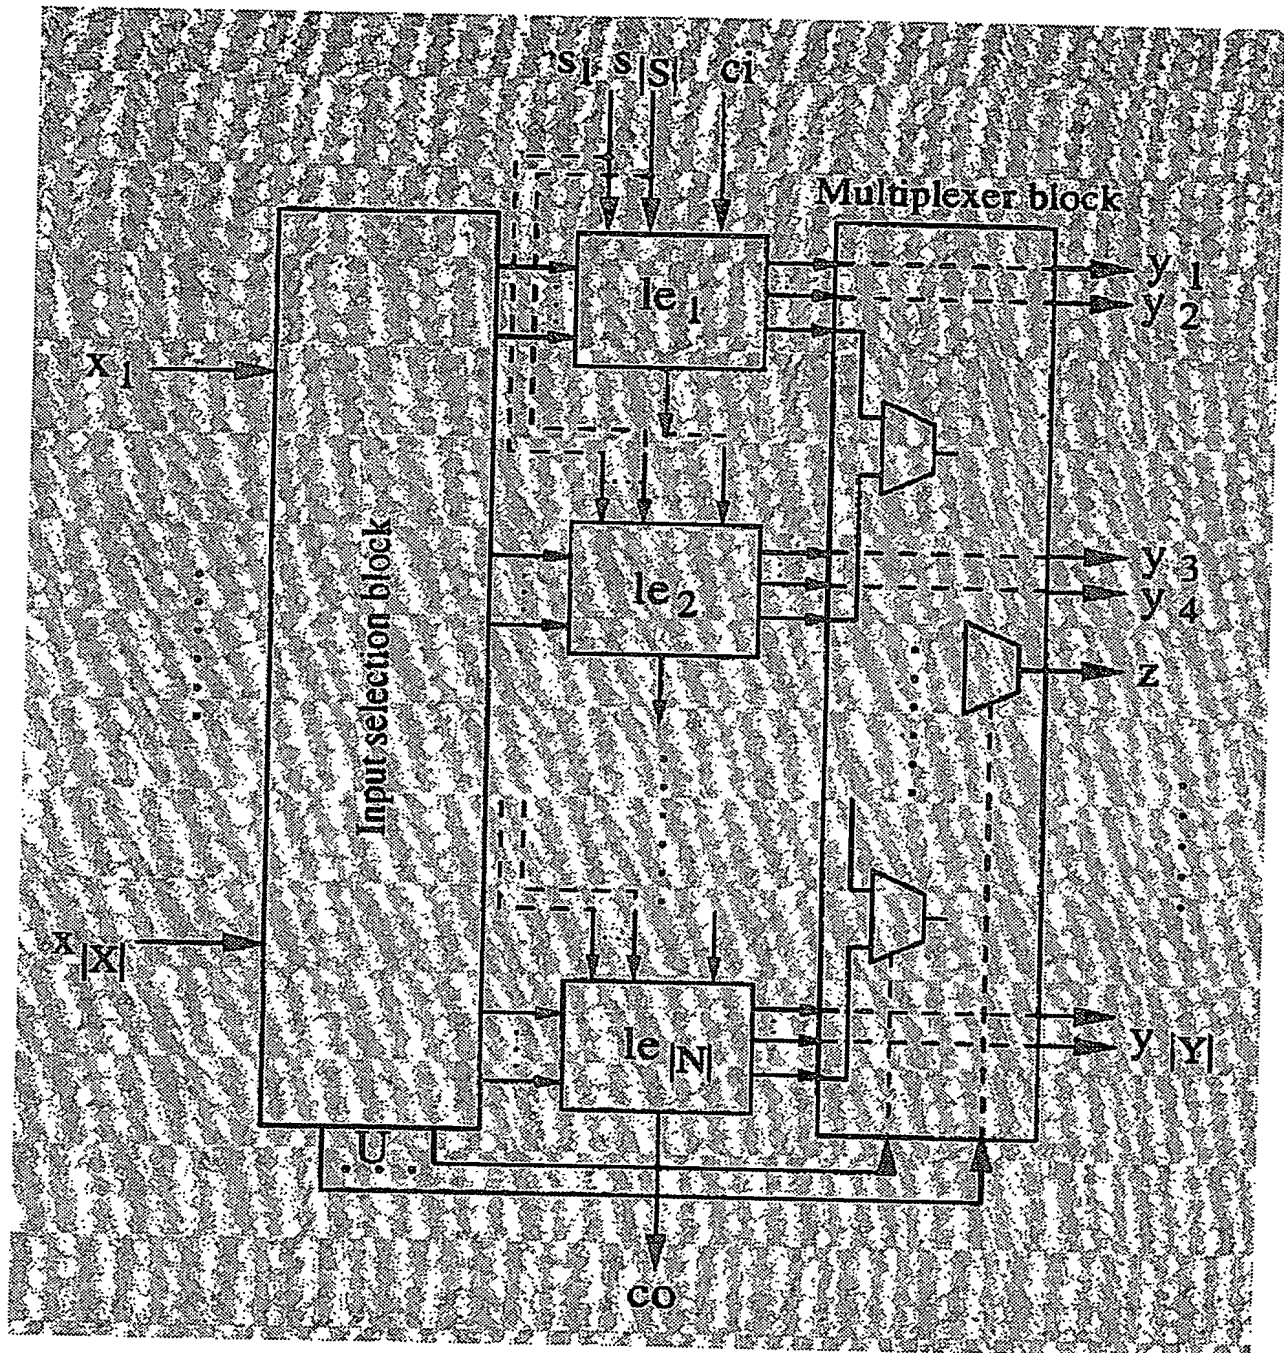 s1 s|S| ci
Multiplexer block
le1
y1
y2
x1
Input selection block
le2
y3
y4
z
x|X|
le|N|
y|Y|
U
co